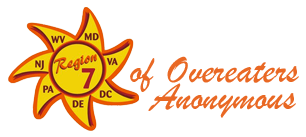 WV MD
NJ Region VA
7
PA DE DC
of Overeaters
Anonymous